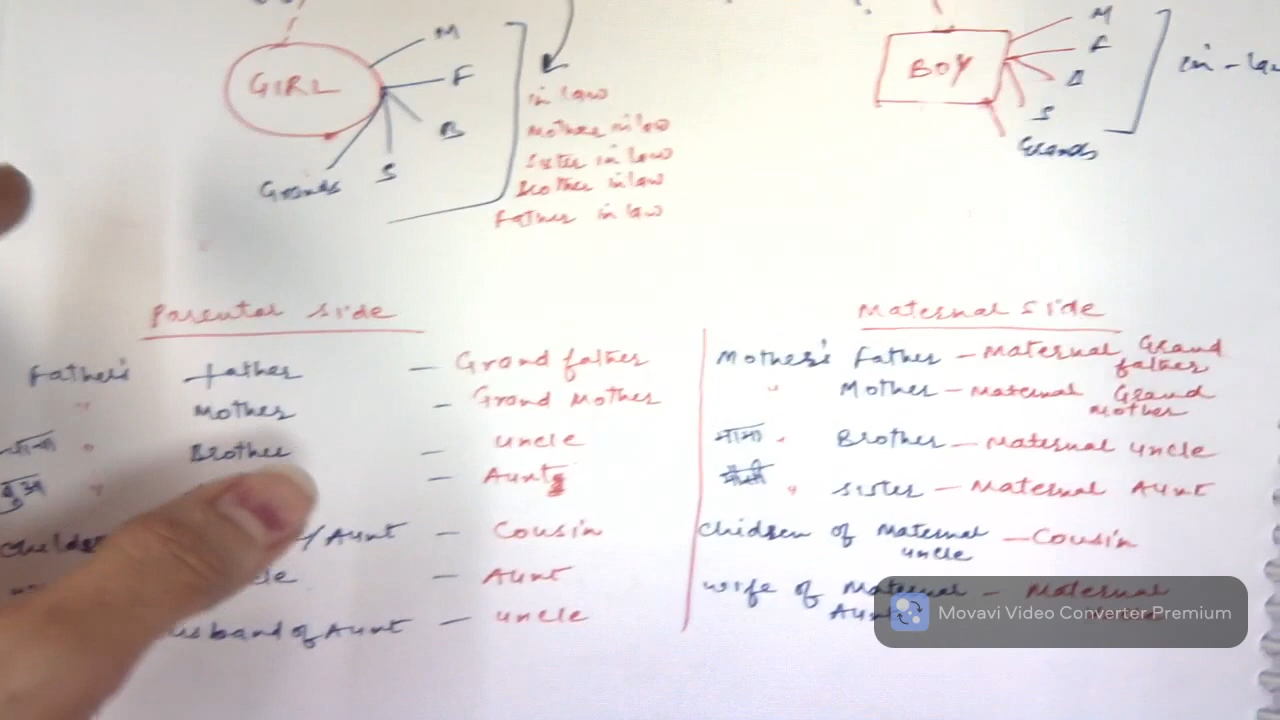 GIRL
M
F
B
S
Grands
in law
Mother in law
Sister in law
Brother in law
Father in law
BOY
M
F
B
S
Grands
in - law
Parental side
Father's father — Grand father
" Mother — Grand Mother
" Brother — uncle
बुआ " — Aunt
/Aunt — Cousin
— Aunt
husband of Aunt — uncle
Maternal side
Mother's Father — Maternal Grand father
" Mother — Maternal Grand mother
मामा " Brother — Maternal uncle
मौसी " sister — Maternal Aunt
Childsen of Maternal uncle — Cousin
wife of Maternal — Maternal
Movavi Video Converter Premium